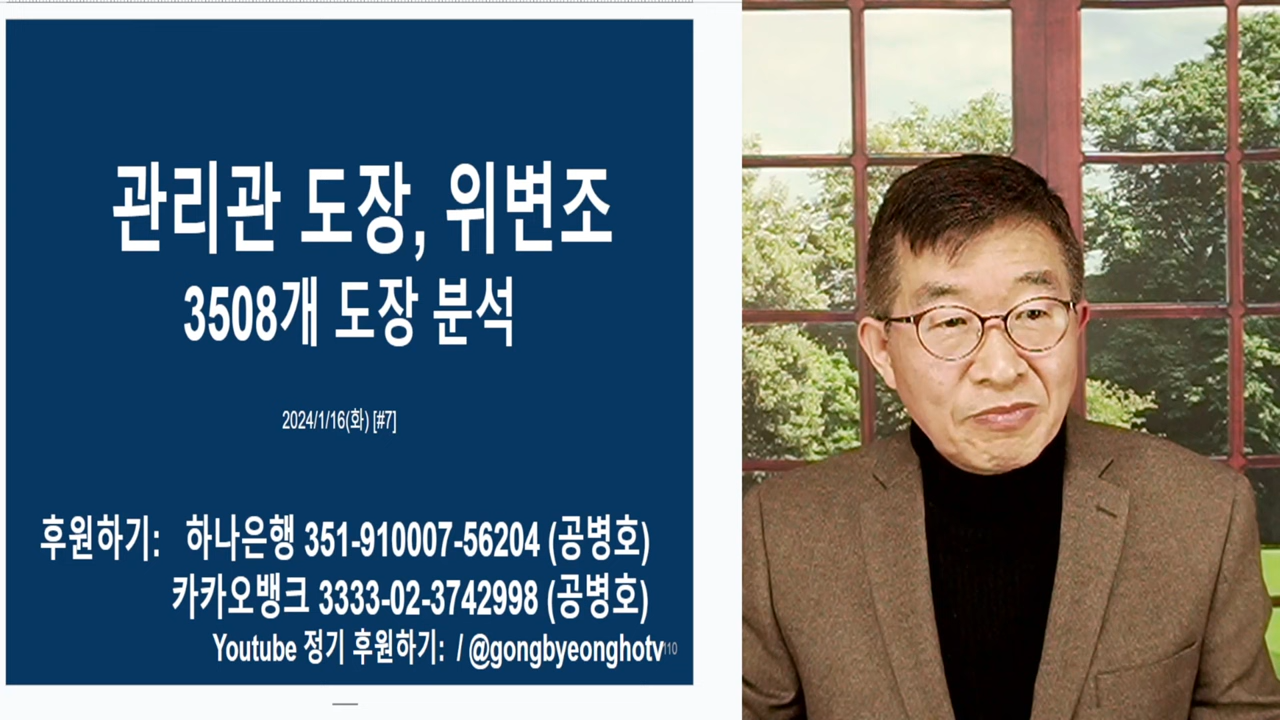 관리관 도장, 위변조
3508개 도장 분석
2024/1/16(화) [#7]
후원하기: 하나은행 351-910007-56204 (공병호)
카카오뱅크 3333-02-3742998 (공병호)
Youtube 정기 후원하기: / @gongbyeonghotv
110